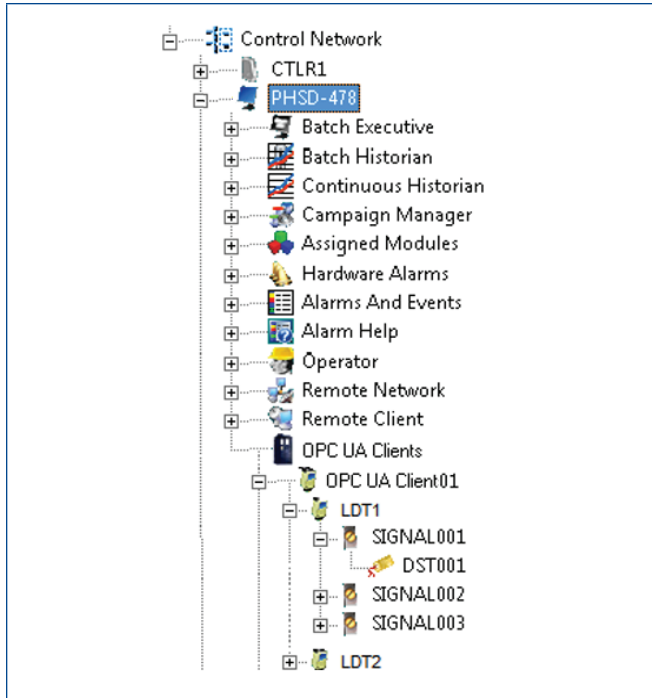 Control Network
CTLR1
PHSD-478
Batch Executive
Batch Historian
Continuous Historian
Campaign Manager
Assigned Modules
Hardware Alarms
Alarms And Events
Alarm Help
Operator
Remote Network
Remote Client
OPC UA Clients
OPC UA Client01
LDT1
SIGNAL001
DST001
SIGNAL002
SIGNAL003
LDT2